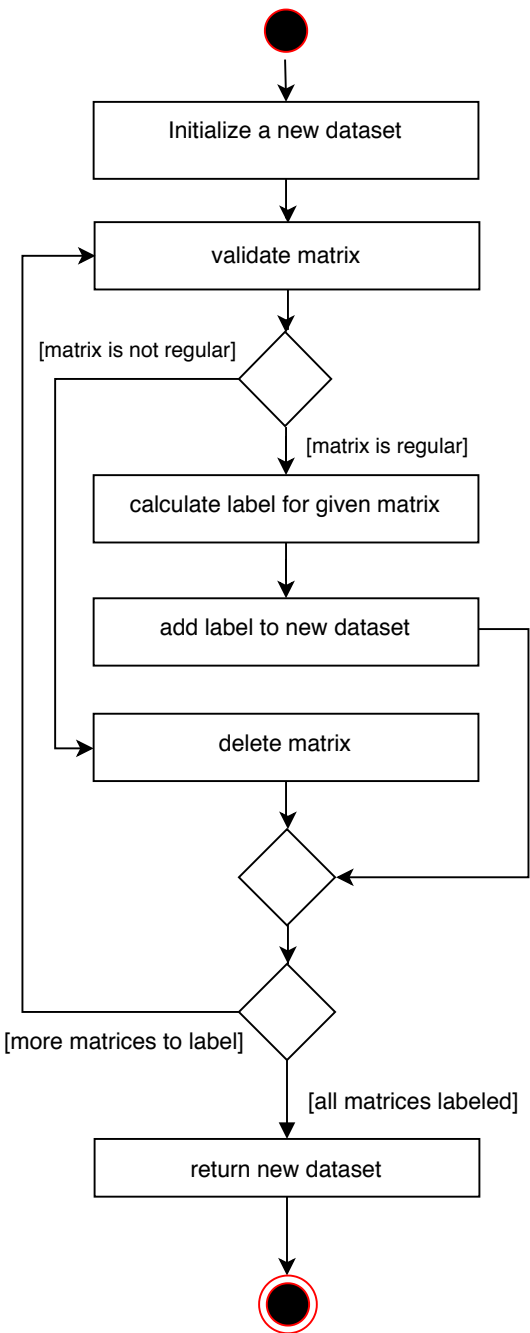 Initialize a new dataset
validate matrix
[matrix is not regular]
[matrix is regular]
calculate label for given matrix
add label to new dataset
delete matrix
[more matrices to label]
[all matrices labeled]
return new dataset